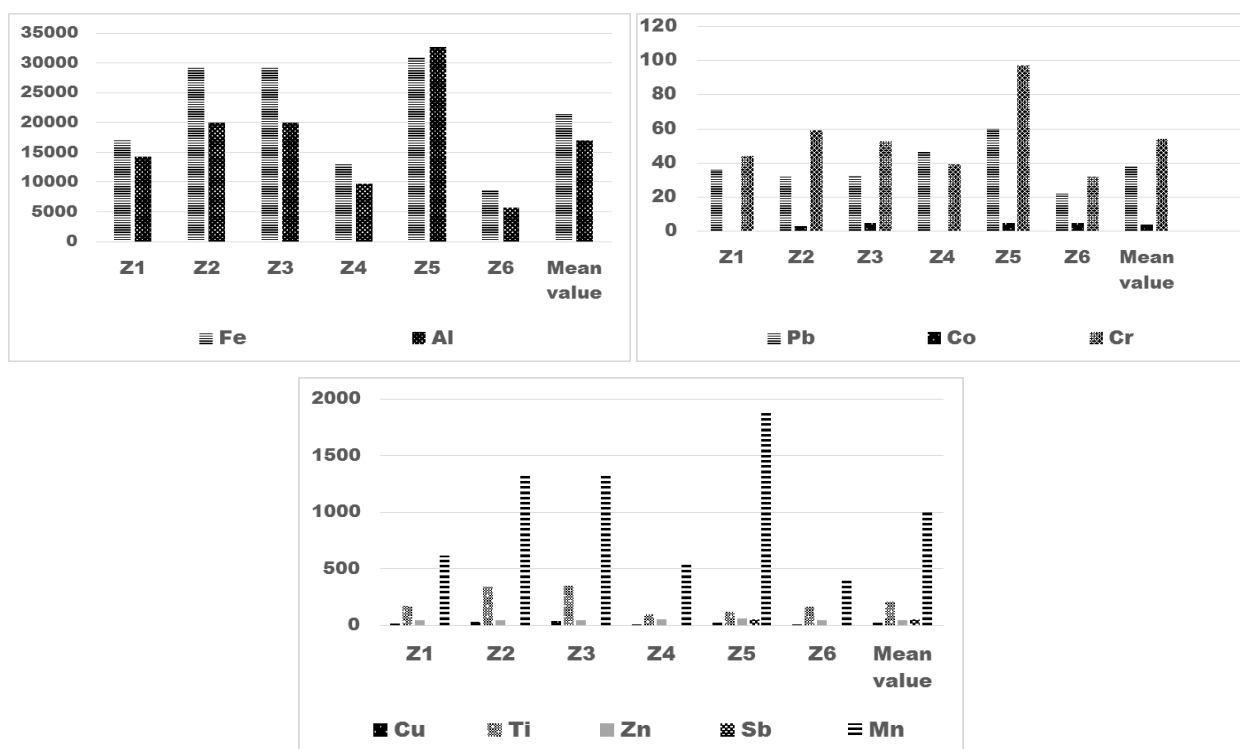 35000
30000
25000
20000
15000
10000
5000
0
Z1 Z2 Z3 Z4 Z5 Z6 Mean
value
Fe Al
120
100
80
60
40
20
0
Z1 Z2 Z3 Z4 Z5 Z6 Mean
value
Pb Co Cr
2000
1500
1000
500
0
Z1 Z2 Z3 Z4 Z5 Z6 Mean
value
Cu Ti Zn Sb Mn